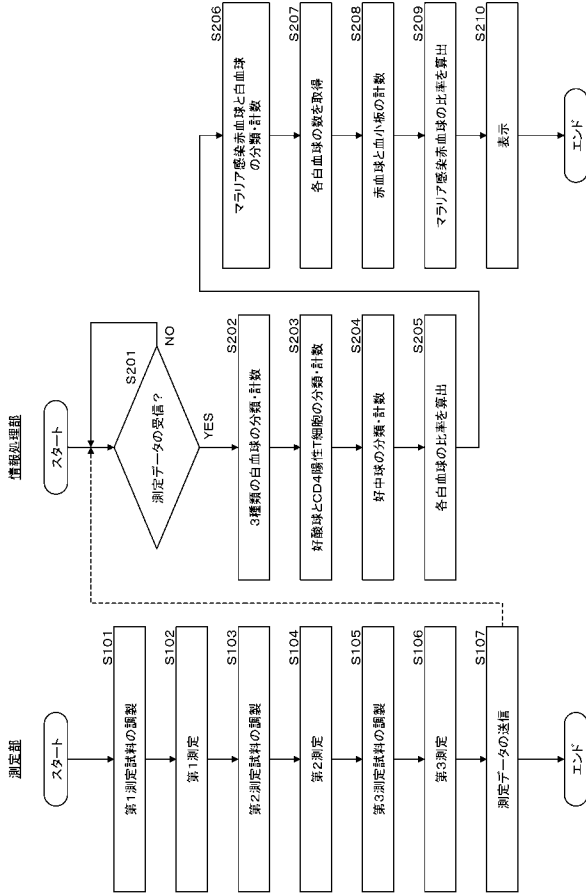 測定部
スタート
S101
第1測定試料の調製
S102
第1測定
S103
第2測定試料の調製
S104
第2測定
S105
第3測定試料の調製
S106
第3測定
S107
測定データの送信
エンド
情報処理部
スタート
S201
測定データの受信？
NO
YES
S202
3種類の白血球の分類・計数
S203
好酸球とCD4陽性T細胞の分類・計数
S204
好中球の分類・計数
S205
各白血球の比率を算出
S206
マラリア感染赤血球と白血球
の分類・計数
S207
各白血球の数を取得
S208
赤血球と血小板の計数
S209
マラリア感染赤血球の比率を算出
S210
表示
エンド